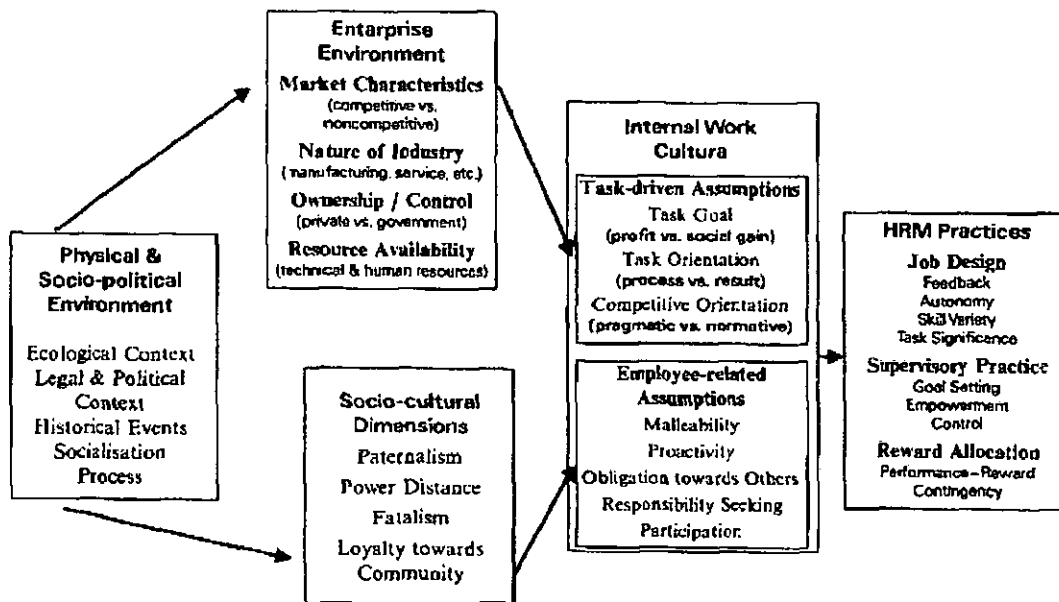 Entarprise
Environment
Market Characteristics
(competitive vs.
noncompetitive)
Nature of Industry
(manufacturing, service, etc.)
Ownership / Control
(private vs. government)
Resource Availability
(technical & human resources)
Physical &
Socio-political
Environment
Ecological Context
Legal & Political
Context
Historical Events
Socialisation
Process
Socio-cultural
Dimensions
Paternalism
Power Distance
Fatalism
Loyalty towards
Community
Internal Work
Cultura
Task-driven Assumptions
Task Goal
(profit vs. social gain)
Task Orientation
(process vs. result)
Competitive Orientation
(pragmatic vs. normative)
Employee-related
Assumptions
Malleability
Proactivity
Obligation towards Others
Responsibility Seeking
Participation
HRM Practices
Job Design
Feedback
Autonomy
Skill Variety
Task Significance
Supervisory Practice
Goal Setting
Empowerment
Control
Reward Allocation
Performance-Reward
Contingency